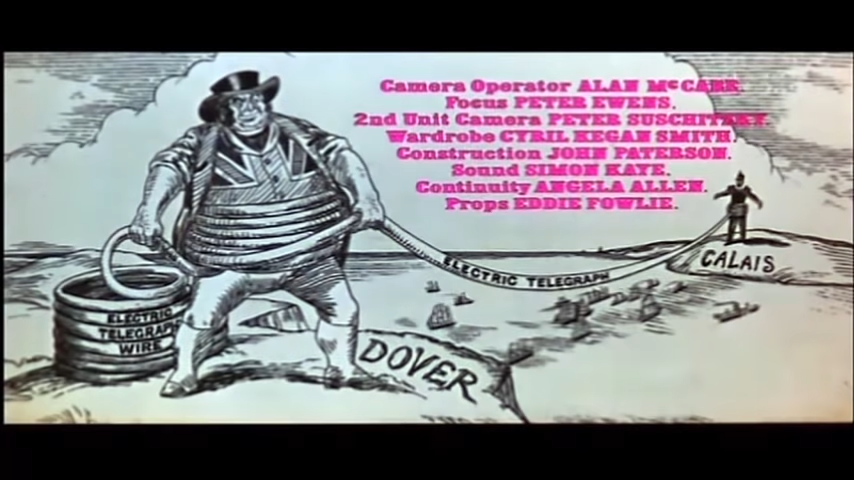 Camera Operator ALAN McCABE.
Focus PETER EWENS.
2nd Unit Camera PETER SUSCHITZKY.
Wardrobe CYRIL KEGAN SMITH.
Construction JOHN PATERSON.
Sound SIMON KAYE.
Continuity ANGELA ALLEN.
Props EDDIE FOWLIE.
CALAIS
ELECTRIC TELEGRAPH
ELECTRIC
TELEGRAPH
WIRE
DOVER